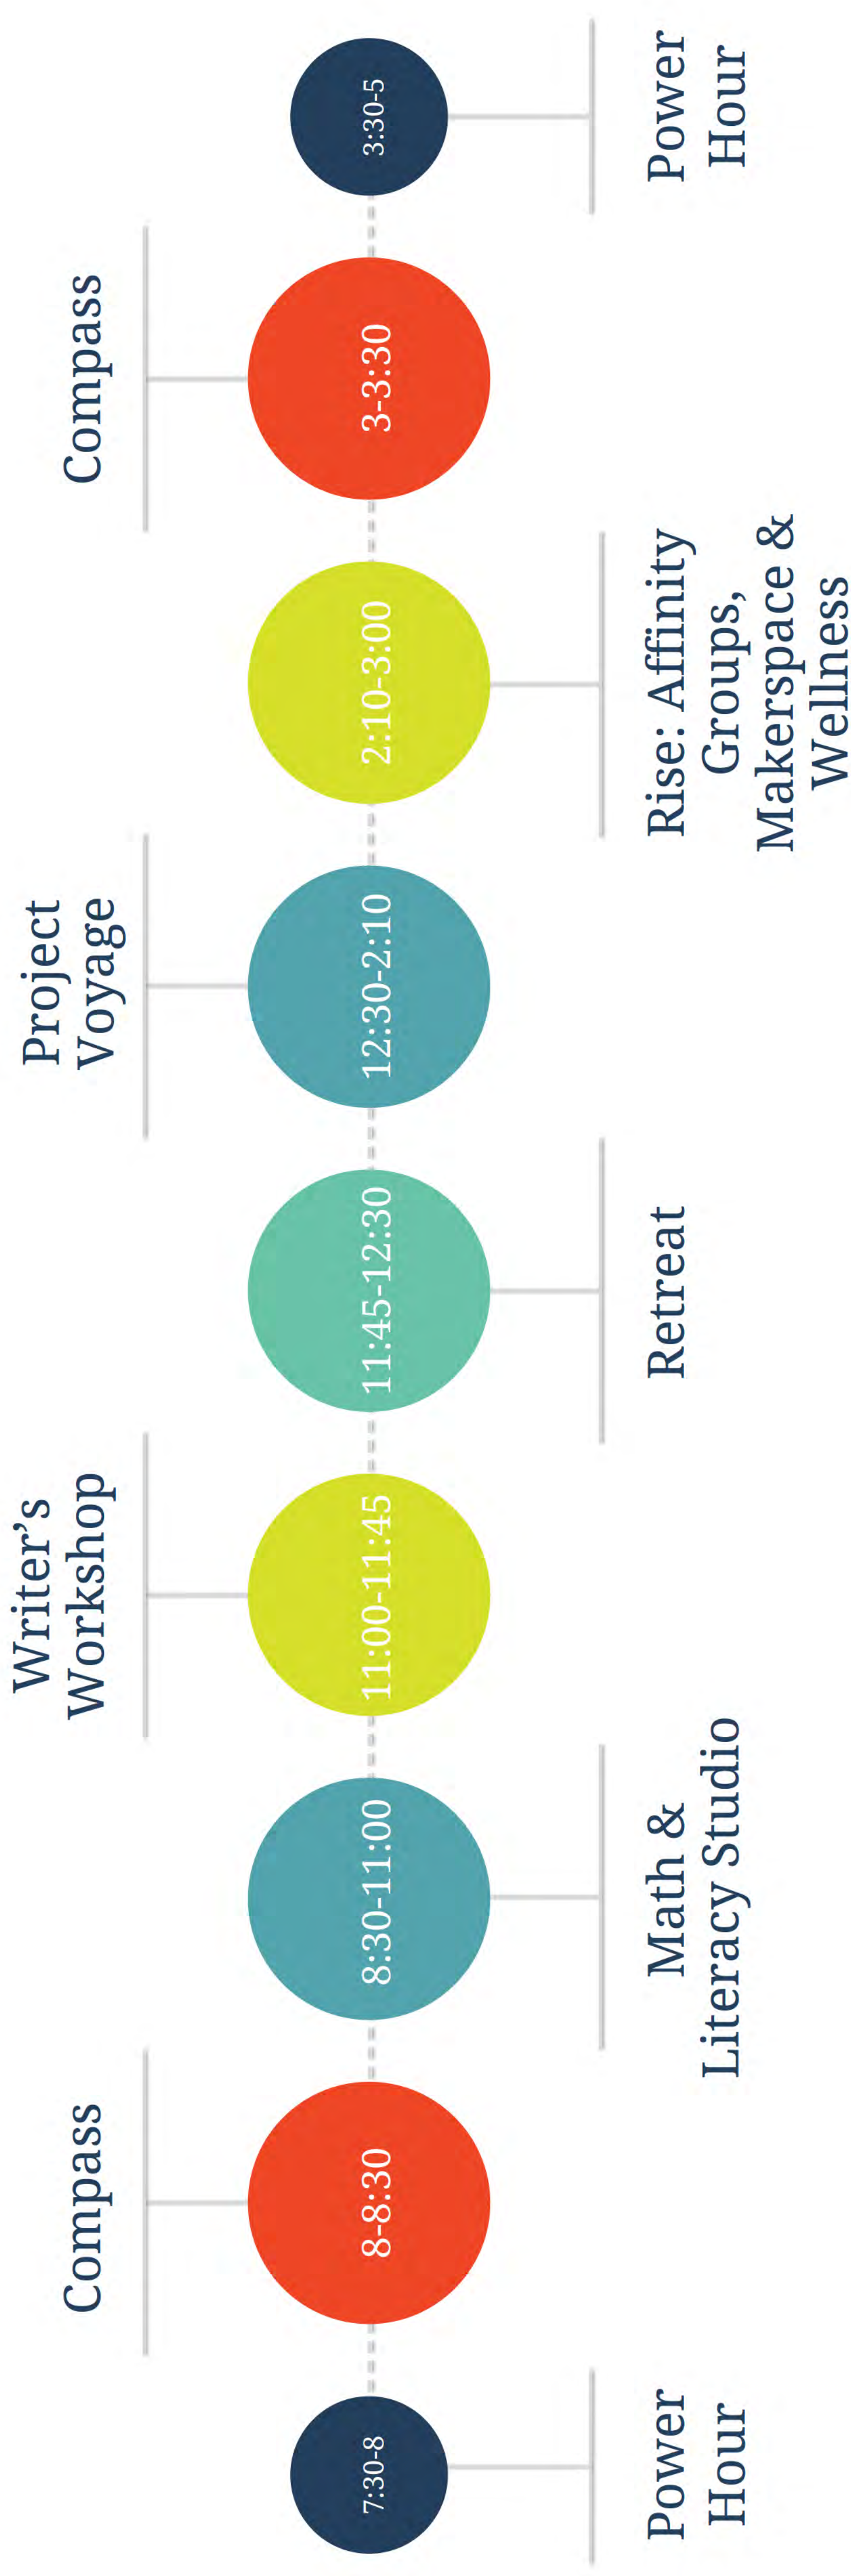 7:30-8
Power
Hour
Compass
8-8:30
8:30-11:00
Math &
Literacy Studio
Writer’s
Workshop
11:00-11:45
11:45-12:30
Retreat
Project
Voyage
12:30-2:10
2:10-3:00
Rise: Affinity
Groups,
Makerspace &
Wellness
Compass
3-3:30
3:30-5
Power
Hour